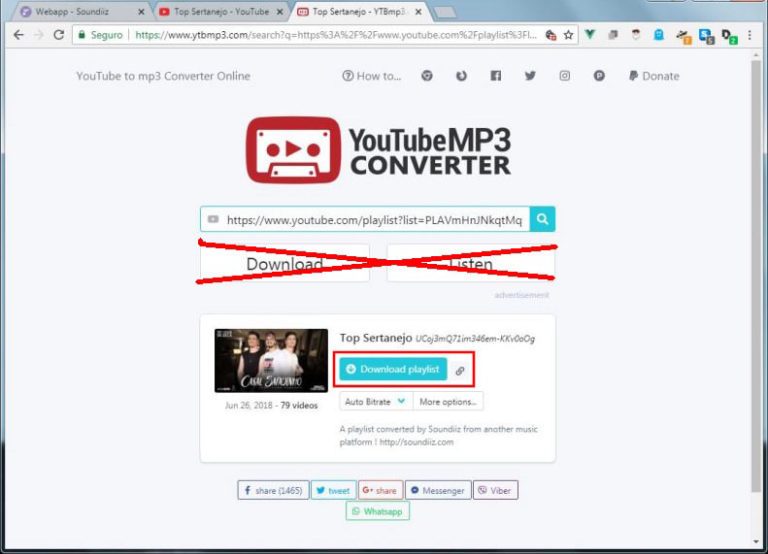 Webapp - Soundiiz
Top Sertanejo - YouTube
Top Sertanejo - YTBmp3
Seguro | https://www.ytbmp3.com/search?q=https%3A%2F%2Fwww.youtube.com%2Fplaylist%3Fl...
YouTube to mp3 Converter Online
How to...
Donate
YouTubeMP3
CONVERTER
https://www.youtube.com/playlist?list=PLAVmHnJNkqtMq
Download
Listen
advertisement
Top Sertanejo UCoj3mQ71im346em-KKv0oOg
Download playlist
Jun 26, 2018 - 79 videos
Auto Bitrate
More options...
A playlist converted by Soundiiz from another music
platform ! http://soundiiz.com
share (1465)
tweet
share
Messenger
Viber
Whatsapp